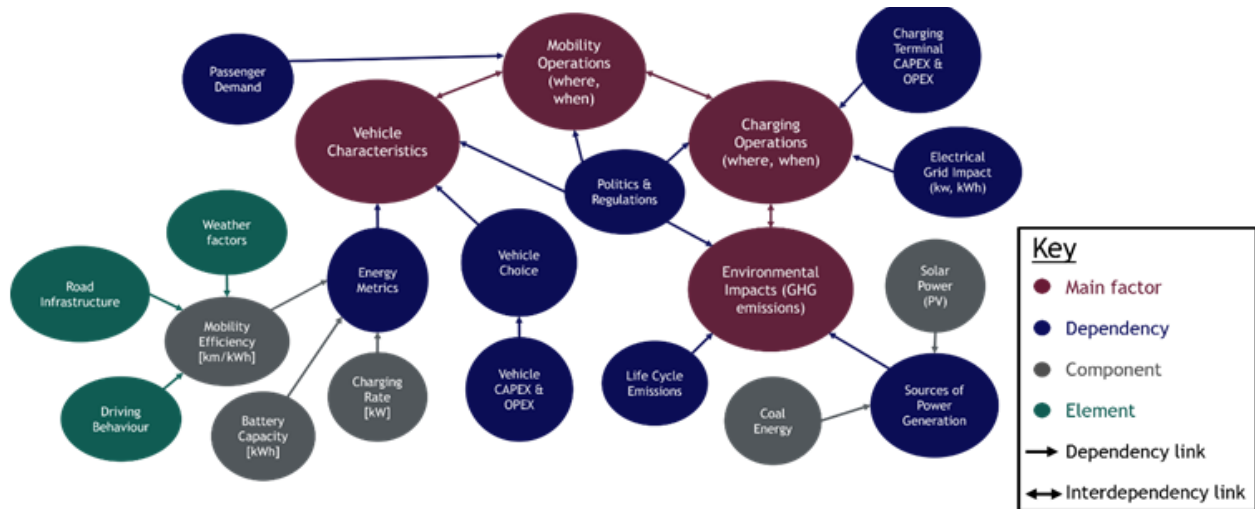 Passenger
Demand
Mobility
Operations
(where,
when)
Charging
Terminal
CAPEX &
OPEX
Vehicle
Characteristics
Charging
Operations
(where, when)
Politics &
Regulations
Electrical
Grid Impact
(kw, kWh)
Weather
factors
Road
Infrastructure
Energy
Metrics
Vehicle
Choice
Environmental
Impacts (GHG
emissions)
Solar
Power
(PV)
Mobility
Efficiency
[km/kWh]
Driving
Behaviour
Battery
Capacity
[kWh]
Charging
Rate
[kW]
Vehicle
CAPEX &
OPEX
Life Cycle
Emissions
Coal
Energy
Sources of
Power
Generation
Key
Main factor
Dependency
Component
Element
Dependency link
Interdependency link